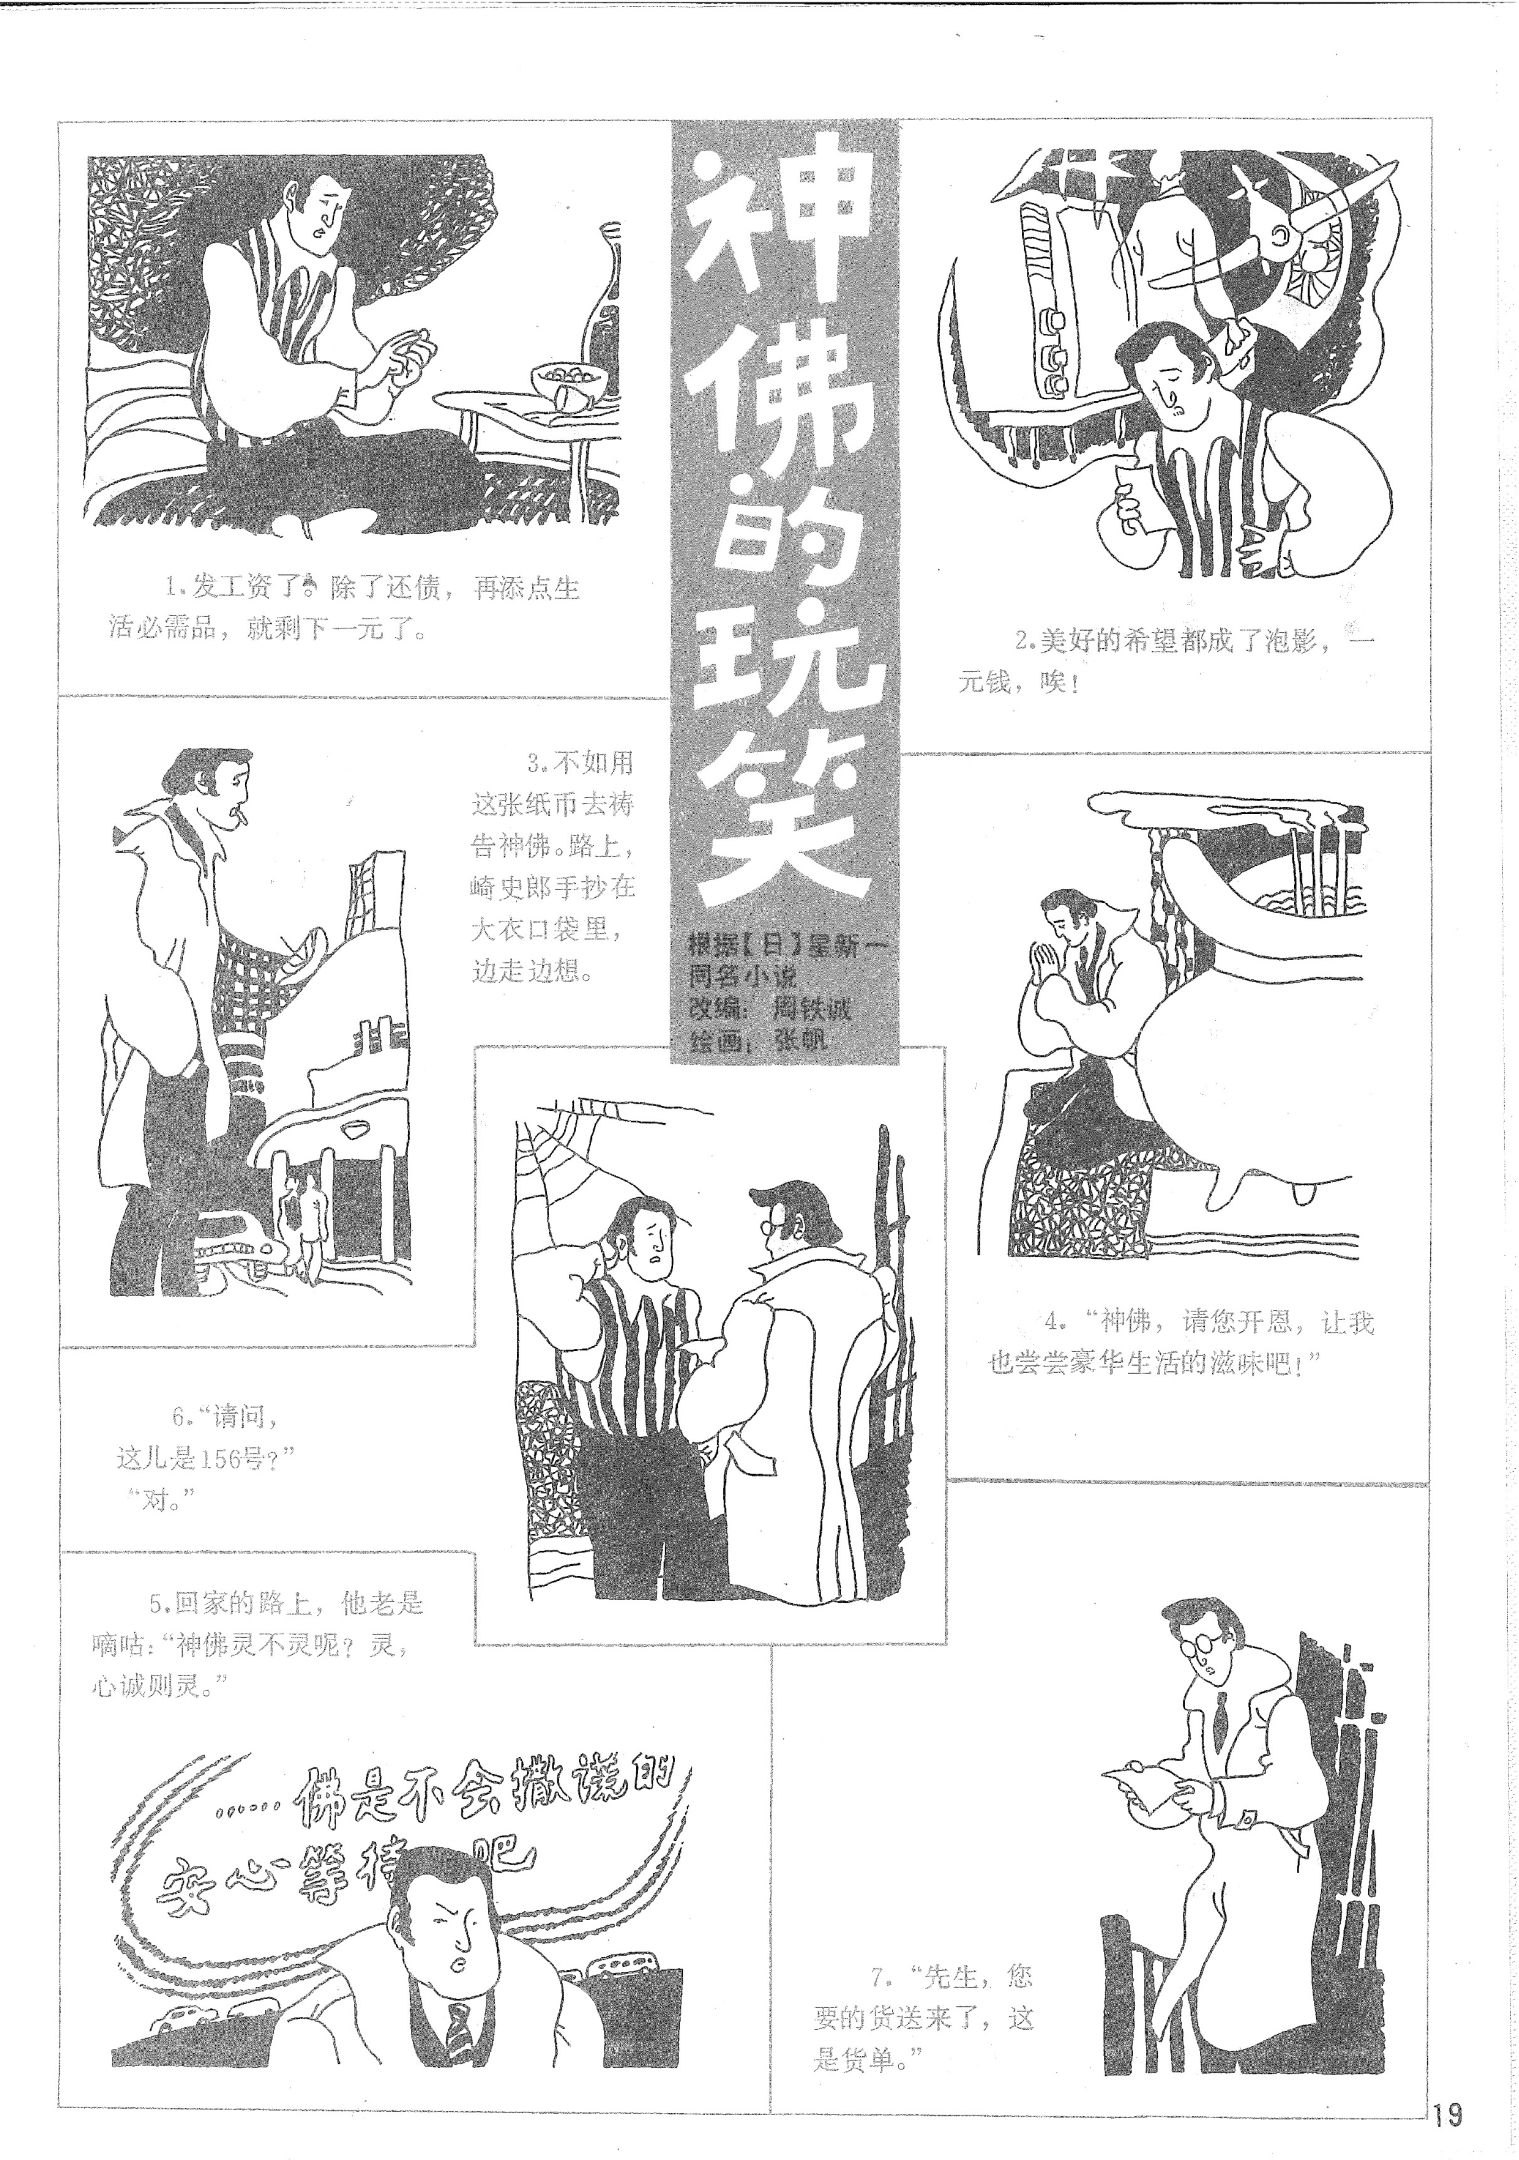 神佛的玩笑
根据【日】星新一
同名小说
改编：周铁诚
绘画：张帆
1.发工资了。除了还债，再添点生
活必需品，就剩下一元了。
2.美好的希望都成了泡影，一
元钱，唉！
3.不如用
这张纸币去祷
告神佛。路上，
崎史郎手抄在
大衣口袋里，
边走边想。
4.“神佛，请您开恩，让我
也尝尝豪华生活的滋味吧！”
5.回家的路上，他老是
嘀咕：“神佛灵不灵呢？灵，
心诚则灵。”
……佛是不会撒谎的
安心等待 吧
6.“请问，
这儿是156号？”
“对。”
7.“先生，您
要的货送来了，这
是货单。”
19